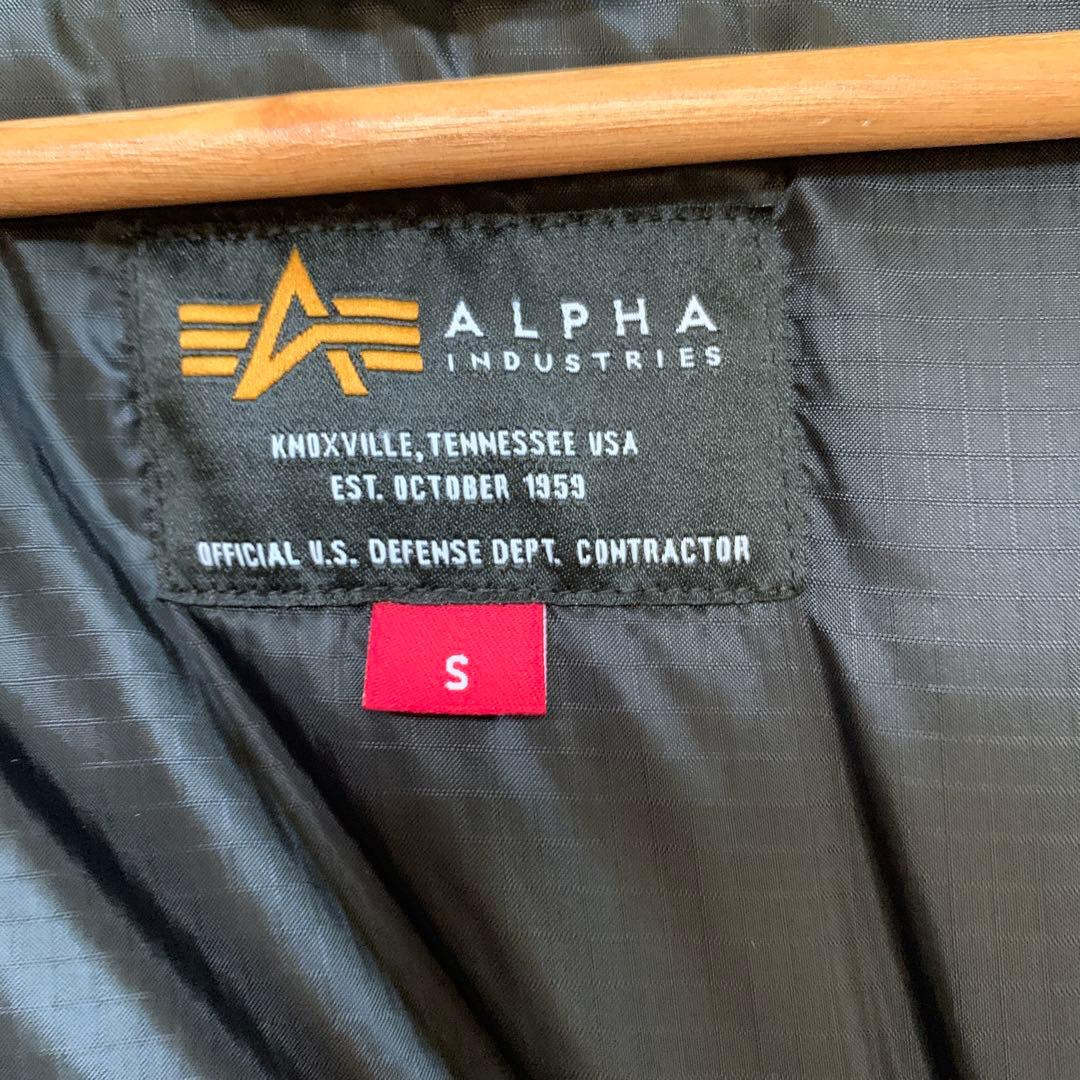 ALPHA
INDUSTRIES
KNOXVILLE, TENNESSEE USA
EST. OCTOBER 1959
OFFICIAL U.S. DEFENSE DEPT. CONTRACTOR
S